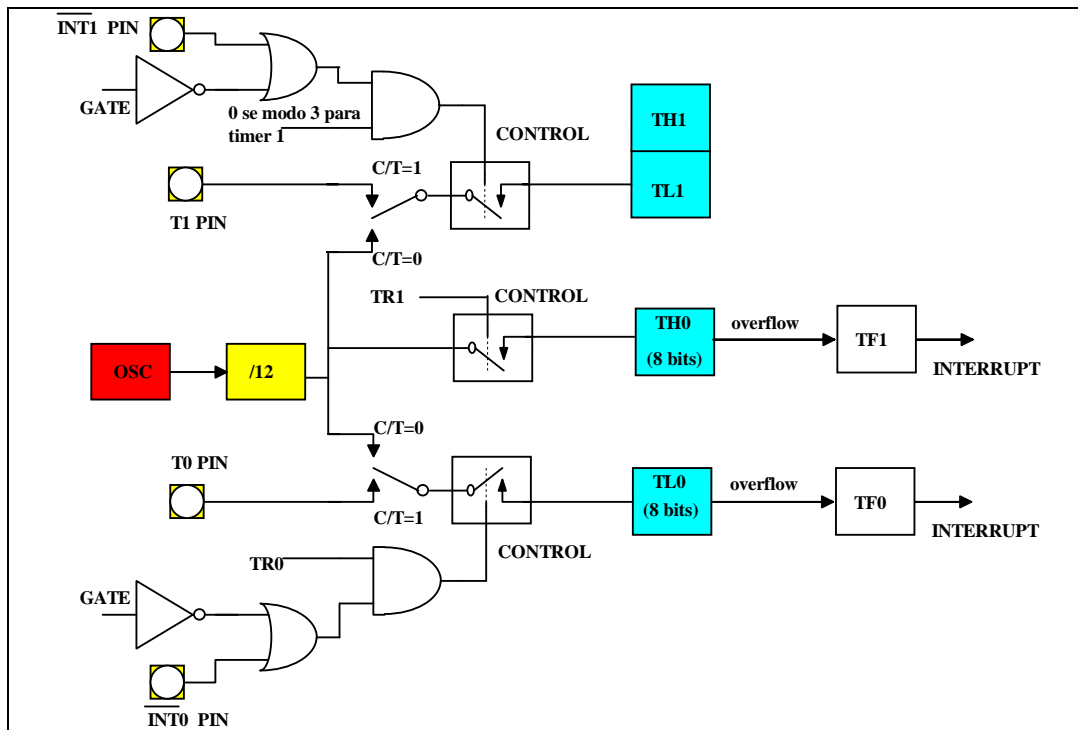 INT1 PIN
GATE
0 se modo 3 para
timer 1
CONTROL
TH1
TL1
C/T=1
T1 PIN
C/T=0
TR1
CONTROL
TH0
(8 bits)
overflow
TF1
INTERRUPT
OSC
/12
C/T=0
T0 PIN
C/T=1
TL0
(8 bits)
overflow
TF0
INTERRUPT
CONTROL
TR0
GATE
INT0 PIN